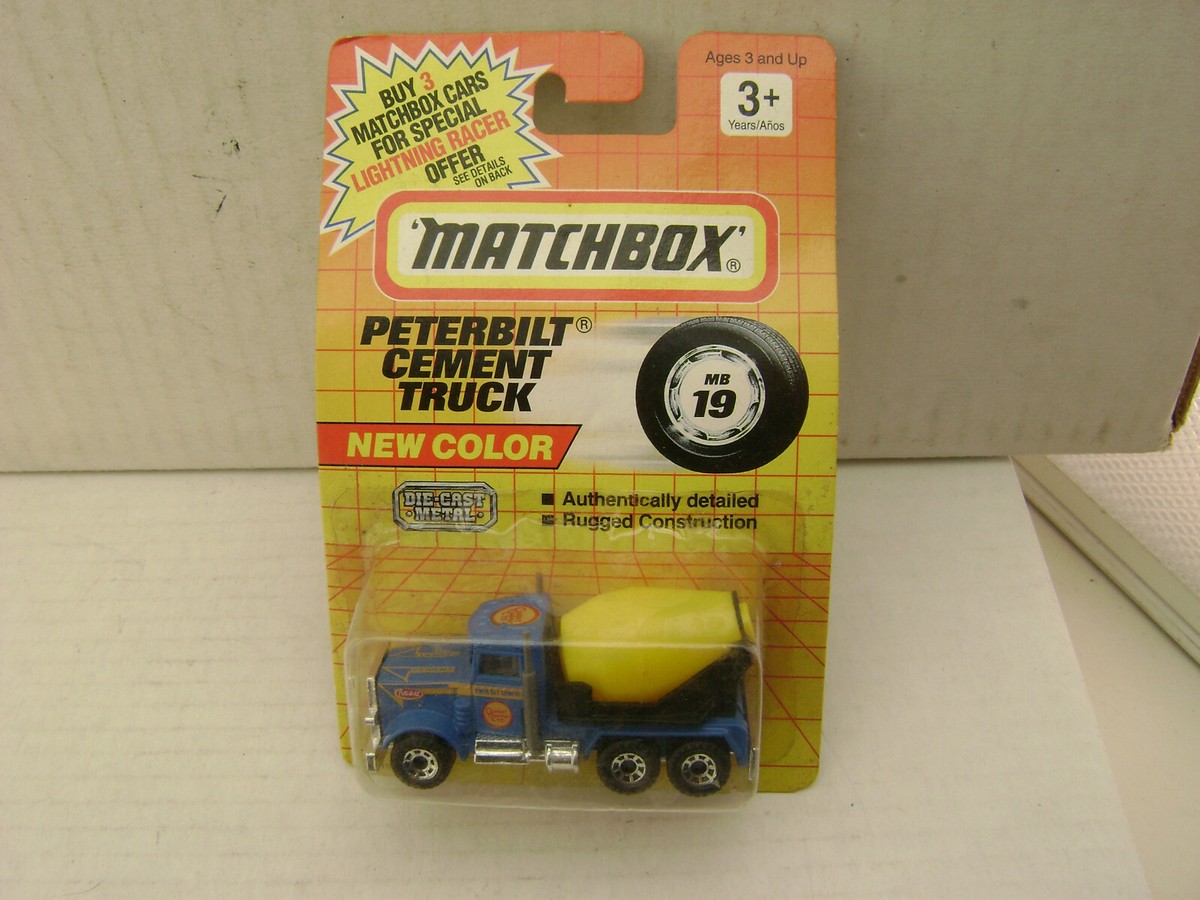 BUY 3
MATCHBOX CARS
FOR SPECIAL
LIGHTNING RACER
OFFER
SEE DETAILS
ON BACK
Ages 3 and Up
3+
Years/Años
'MATCHBOX'®
PETERBILT®
CEMENT
TRUCK
MB
19
NEW COLOR
DIE-CAST
METAL
■ Authentically detailed
■ Rugged Construction